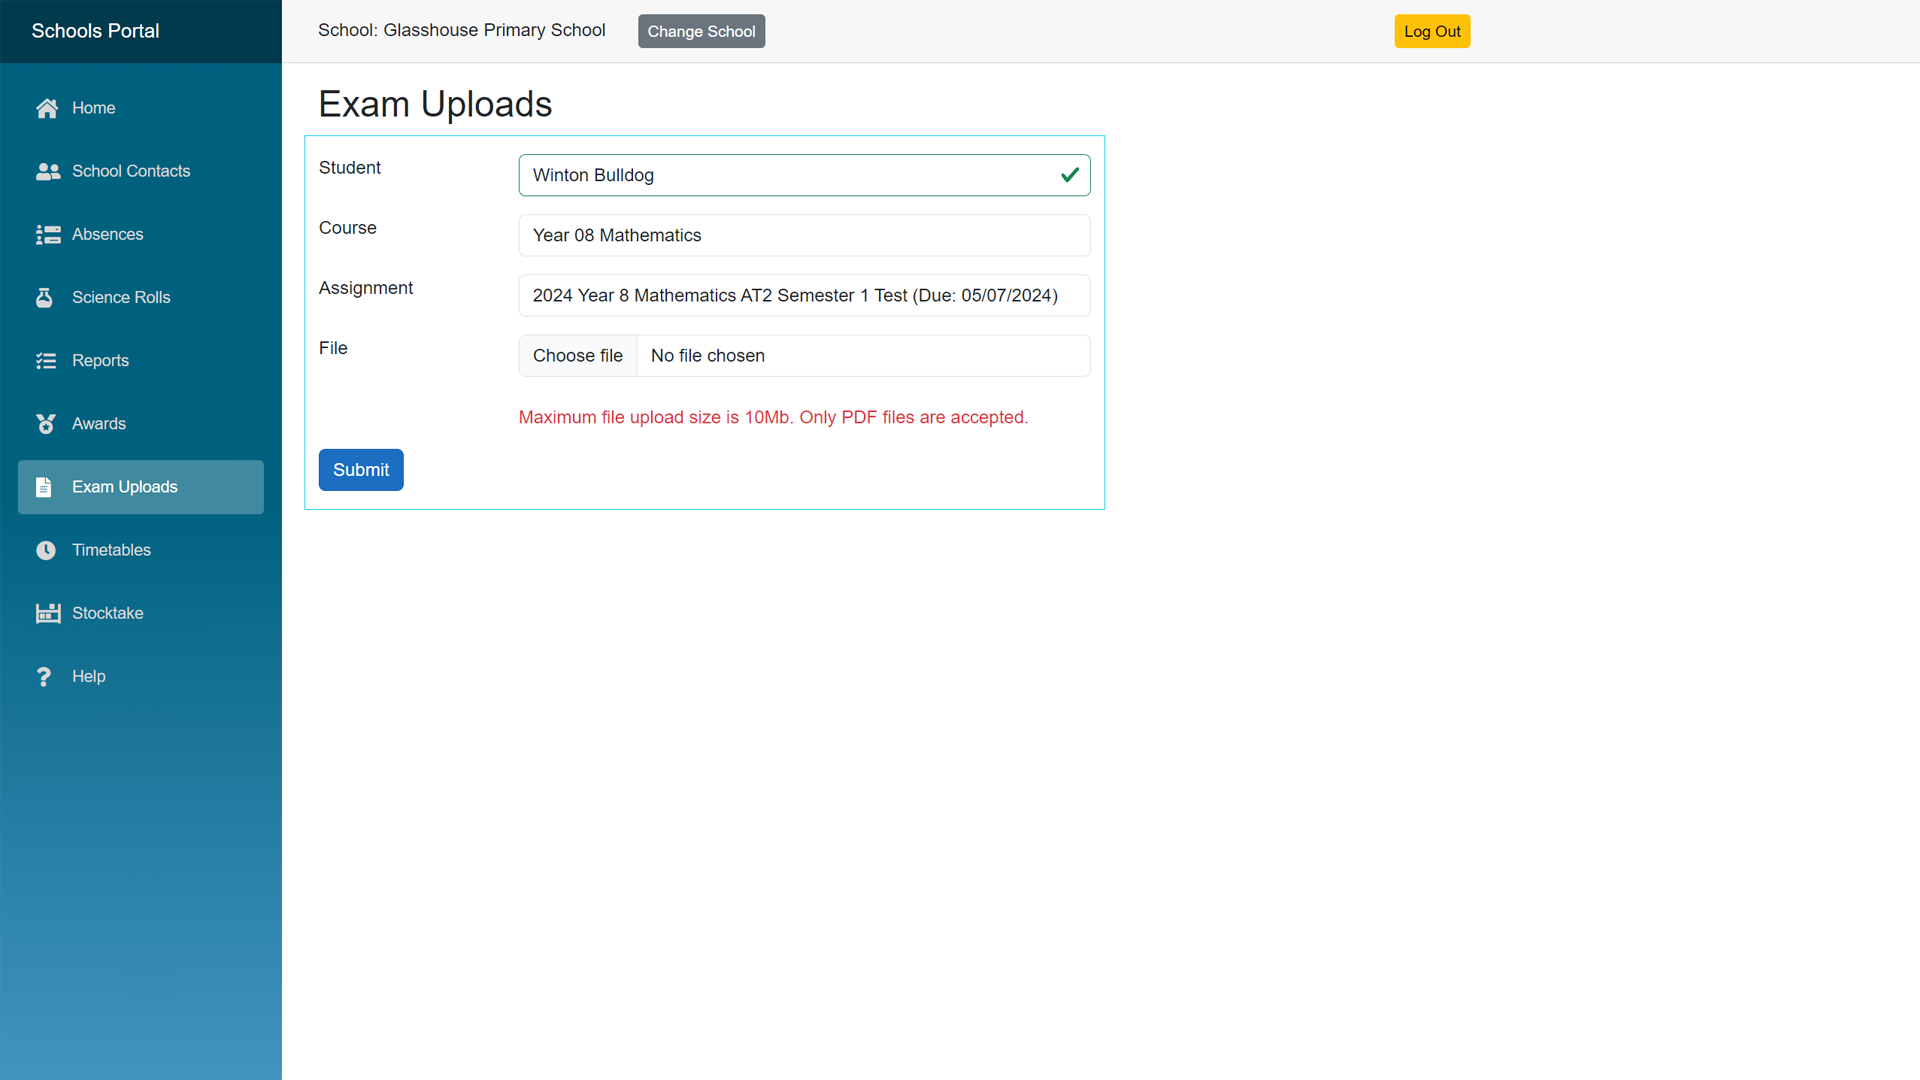 Schools Portal
School: Glasshouse Primary School
Change School
Log Out
Home
School Contacts
Absences
Science Rolls
Reports
Awards
Exam Uploads
Timetables
Stocktake
Help
Exam Uploads
Student
Winton Bulldog
Course
Year 08 Mathematics
Assignment
2024 Year 8 Mathematics AT2 Semester 1 Test (Due: 05/07/2024)
File
Choose file
No file chosen
Maximum file upload size is 10Mb. Only PDF files are accepted.
Submit